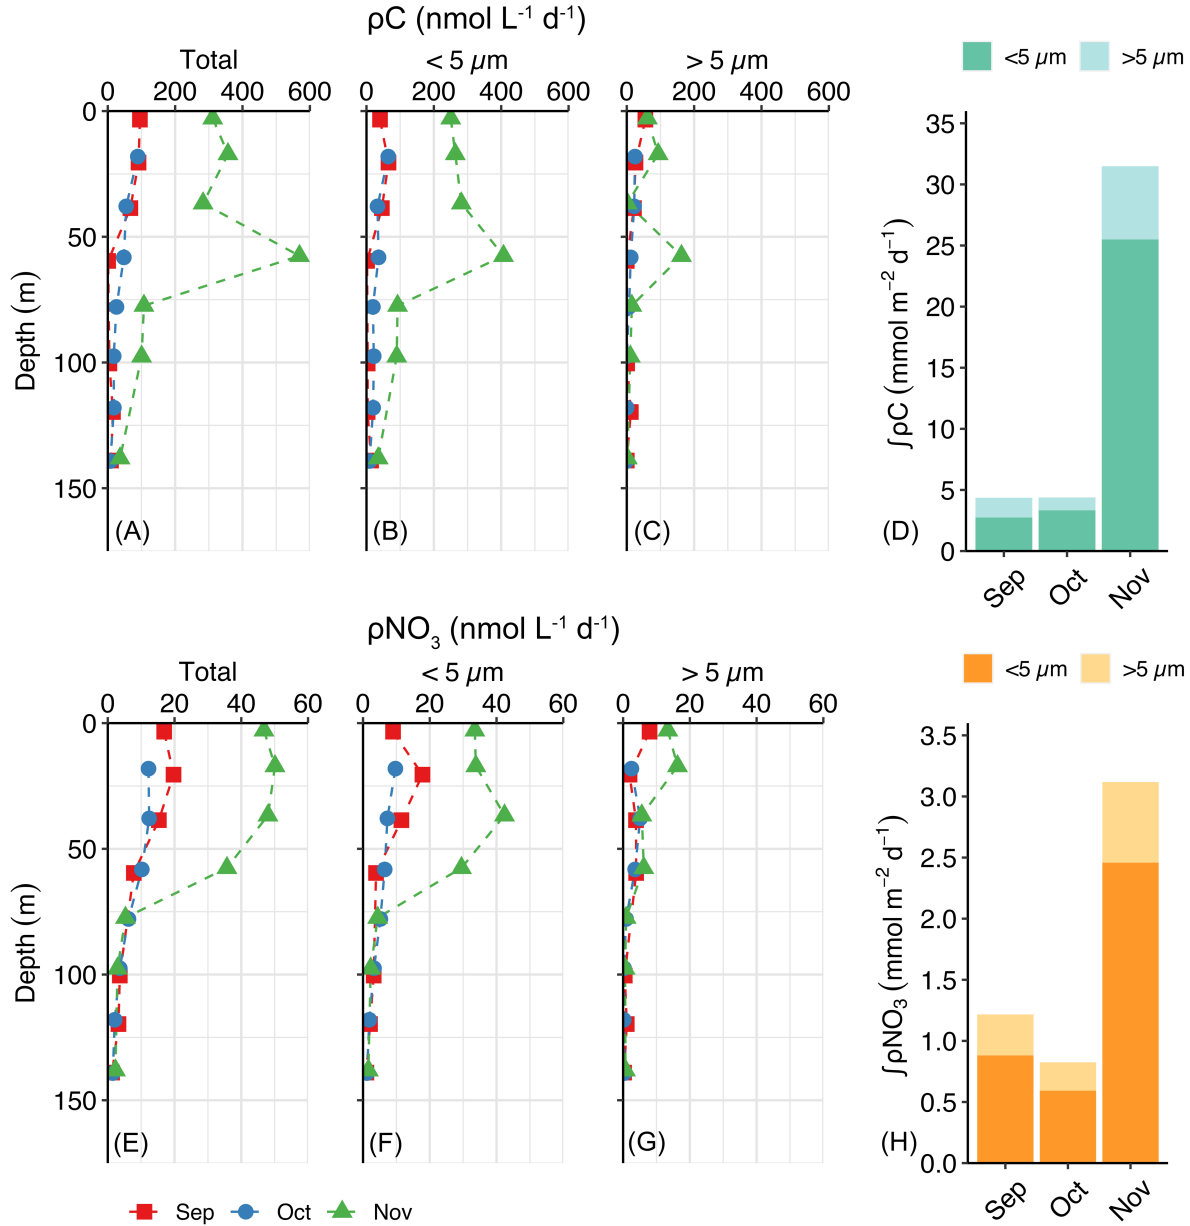 ρC (nmol L⁻¹ d⁻¹)
Total
< 5 µm
> 5 µm
0 200 400 600
0 200 400 600
0 200 400 600
0
50
100
150
Depth (m)
(A)
(B)
(C)
<5 µm >5 µm
35
30
25
20
15
10
5
0
∫ρC (mmol m⁻² d⁻¹)
(D)
Sep Oct Nov
ρNO₃ (nmol L⁻¹ d⁻¹)
Total
< 5 µm
> 5 µm
0 20 40 60
0 20 40 60
0 20 40 60
0
50
100
150
Depth (m)
(E)
(F)
(G)
<5 µm >5 µm
3.5
3.0
2.5
2.0
1.5
1.0
0.5
0.0
∫ρNO₃ (mmol m⁻² d⁻¹)
(H)
Sep Oct Nov
Sep Oct Nov